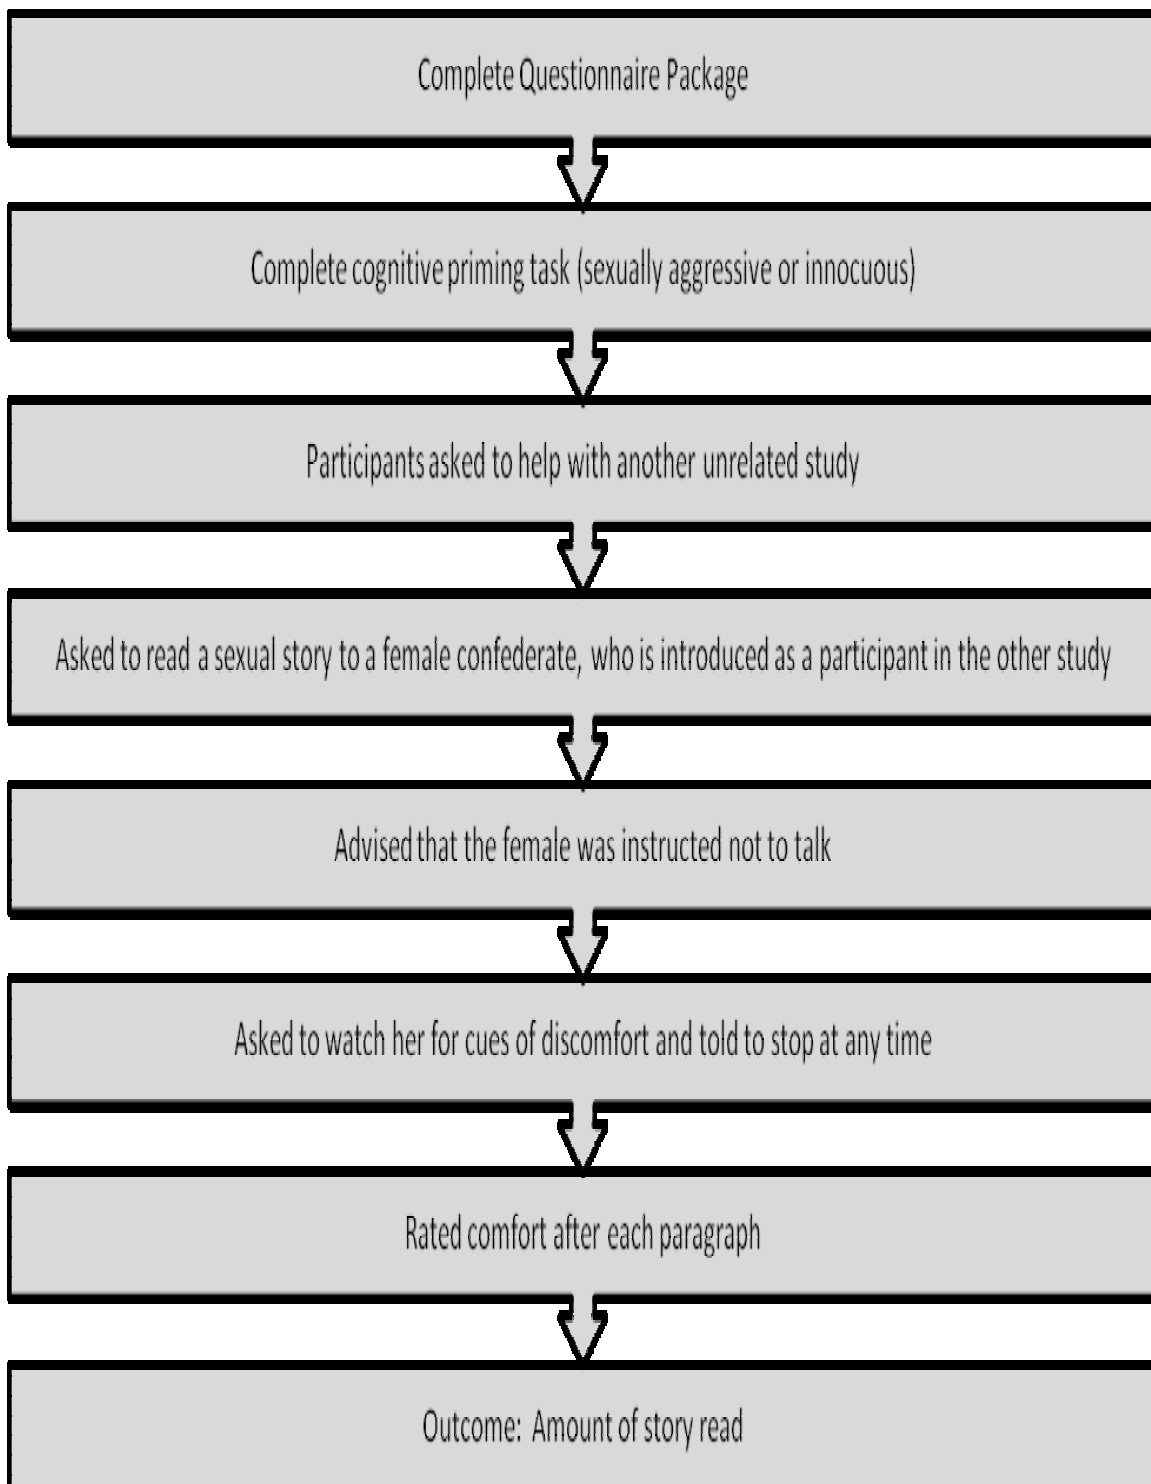 Complete Questionnaire Package
Complete cognitive priming task (sexually aggressive or innocuous)
Participants asked to help with another unrelated study
Asked to read a sexual story to a female confederate, who is introduced as a participant in the other study
Advised that the female was instructed not to talk
Asked to watch her for cues of discomfort and told to stop at any time
Rated comfort after each paragraph
Outcome: Amount of story read